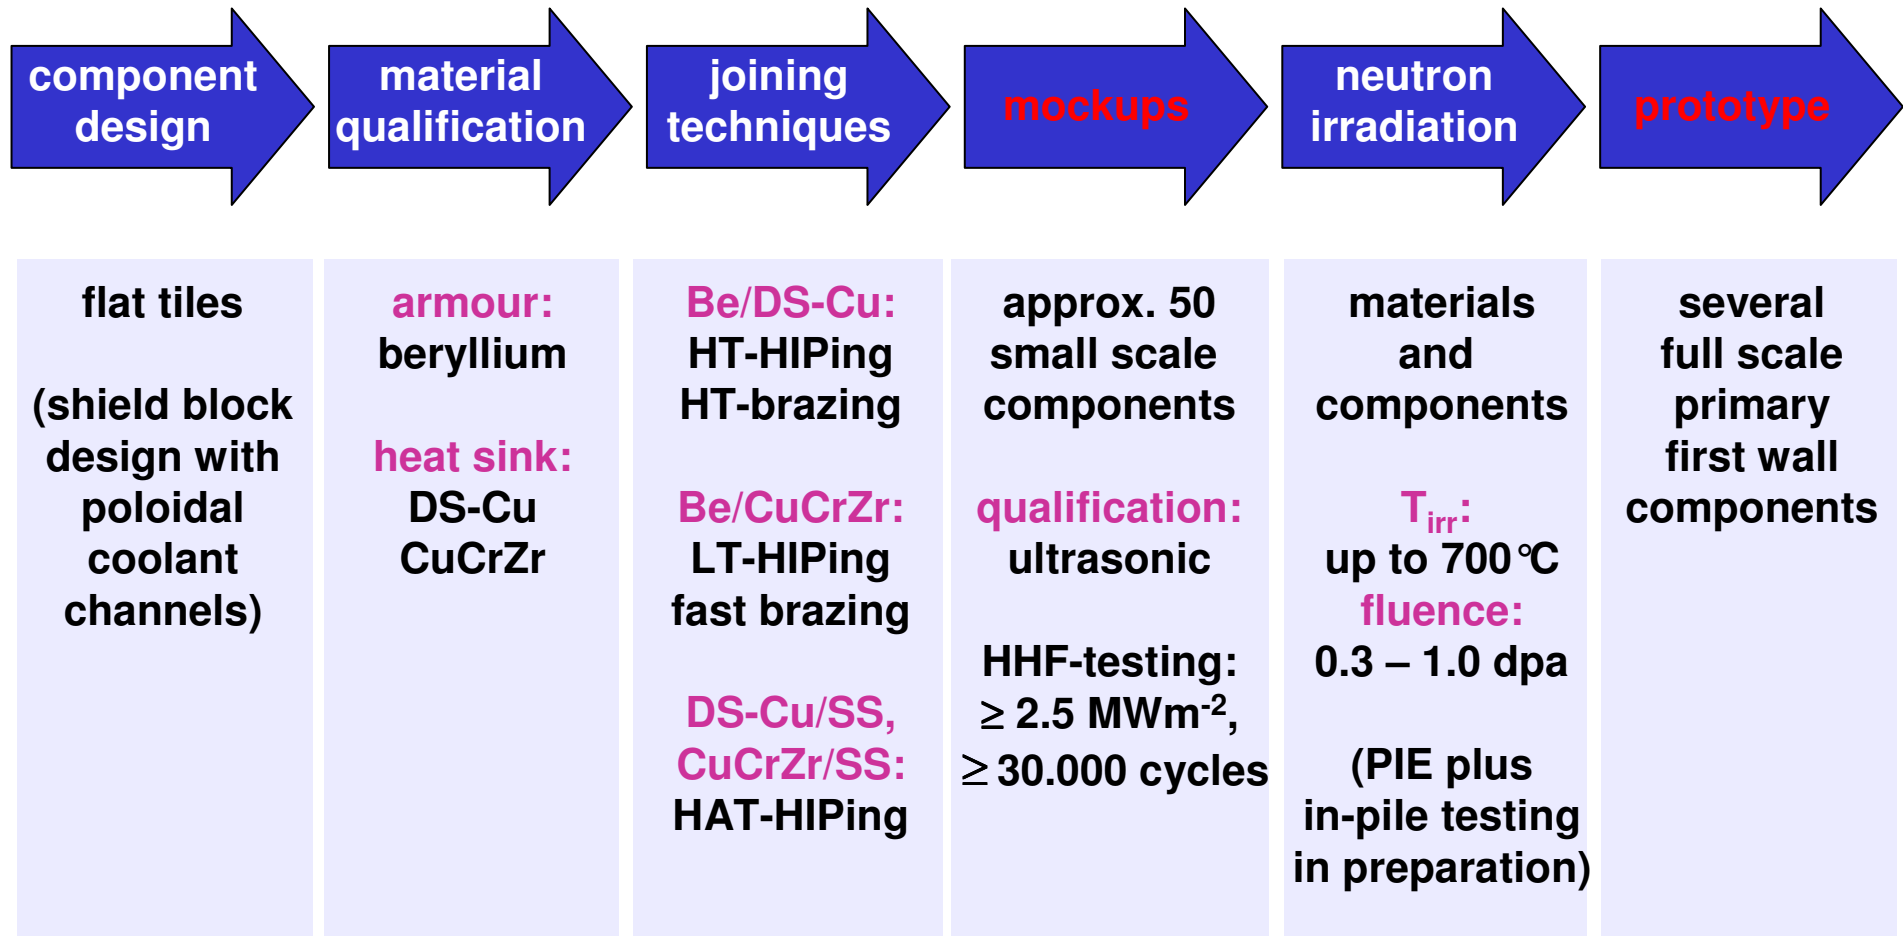 component
design
material
qualification
joining
techniques
mockups
neutron
irradiation
prototype
flat tiles
(shield block
design with
poloidal
coolant
channels)
armour:
beryllium
heat sink:
DS-Cu
CuCrZr
Be/DS-Cu:
HT-HIPing
HT-brazing
Be/CuCrZr:
LT-HIPing
fast brazing
DS-Cu/SS,
CuCrZr/SS:
HAT-HIPing
approx. 50
small scale
components
qualification:
ultrasonic
HHF-testing:
≥ 2.5 MWm⁻²,
≥ 30.000 cycles
materials
and
components
Tᵢᵣᵣ:
up to 700 °C
fluence:
0.3 – 1.0 dpa
(PIE plus
in-pile testing
in preparation)
several
full scale
primary
first wall
components